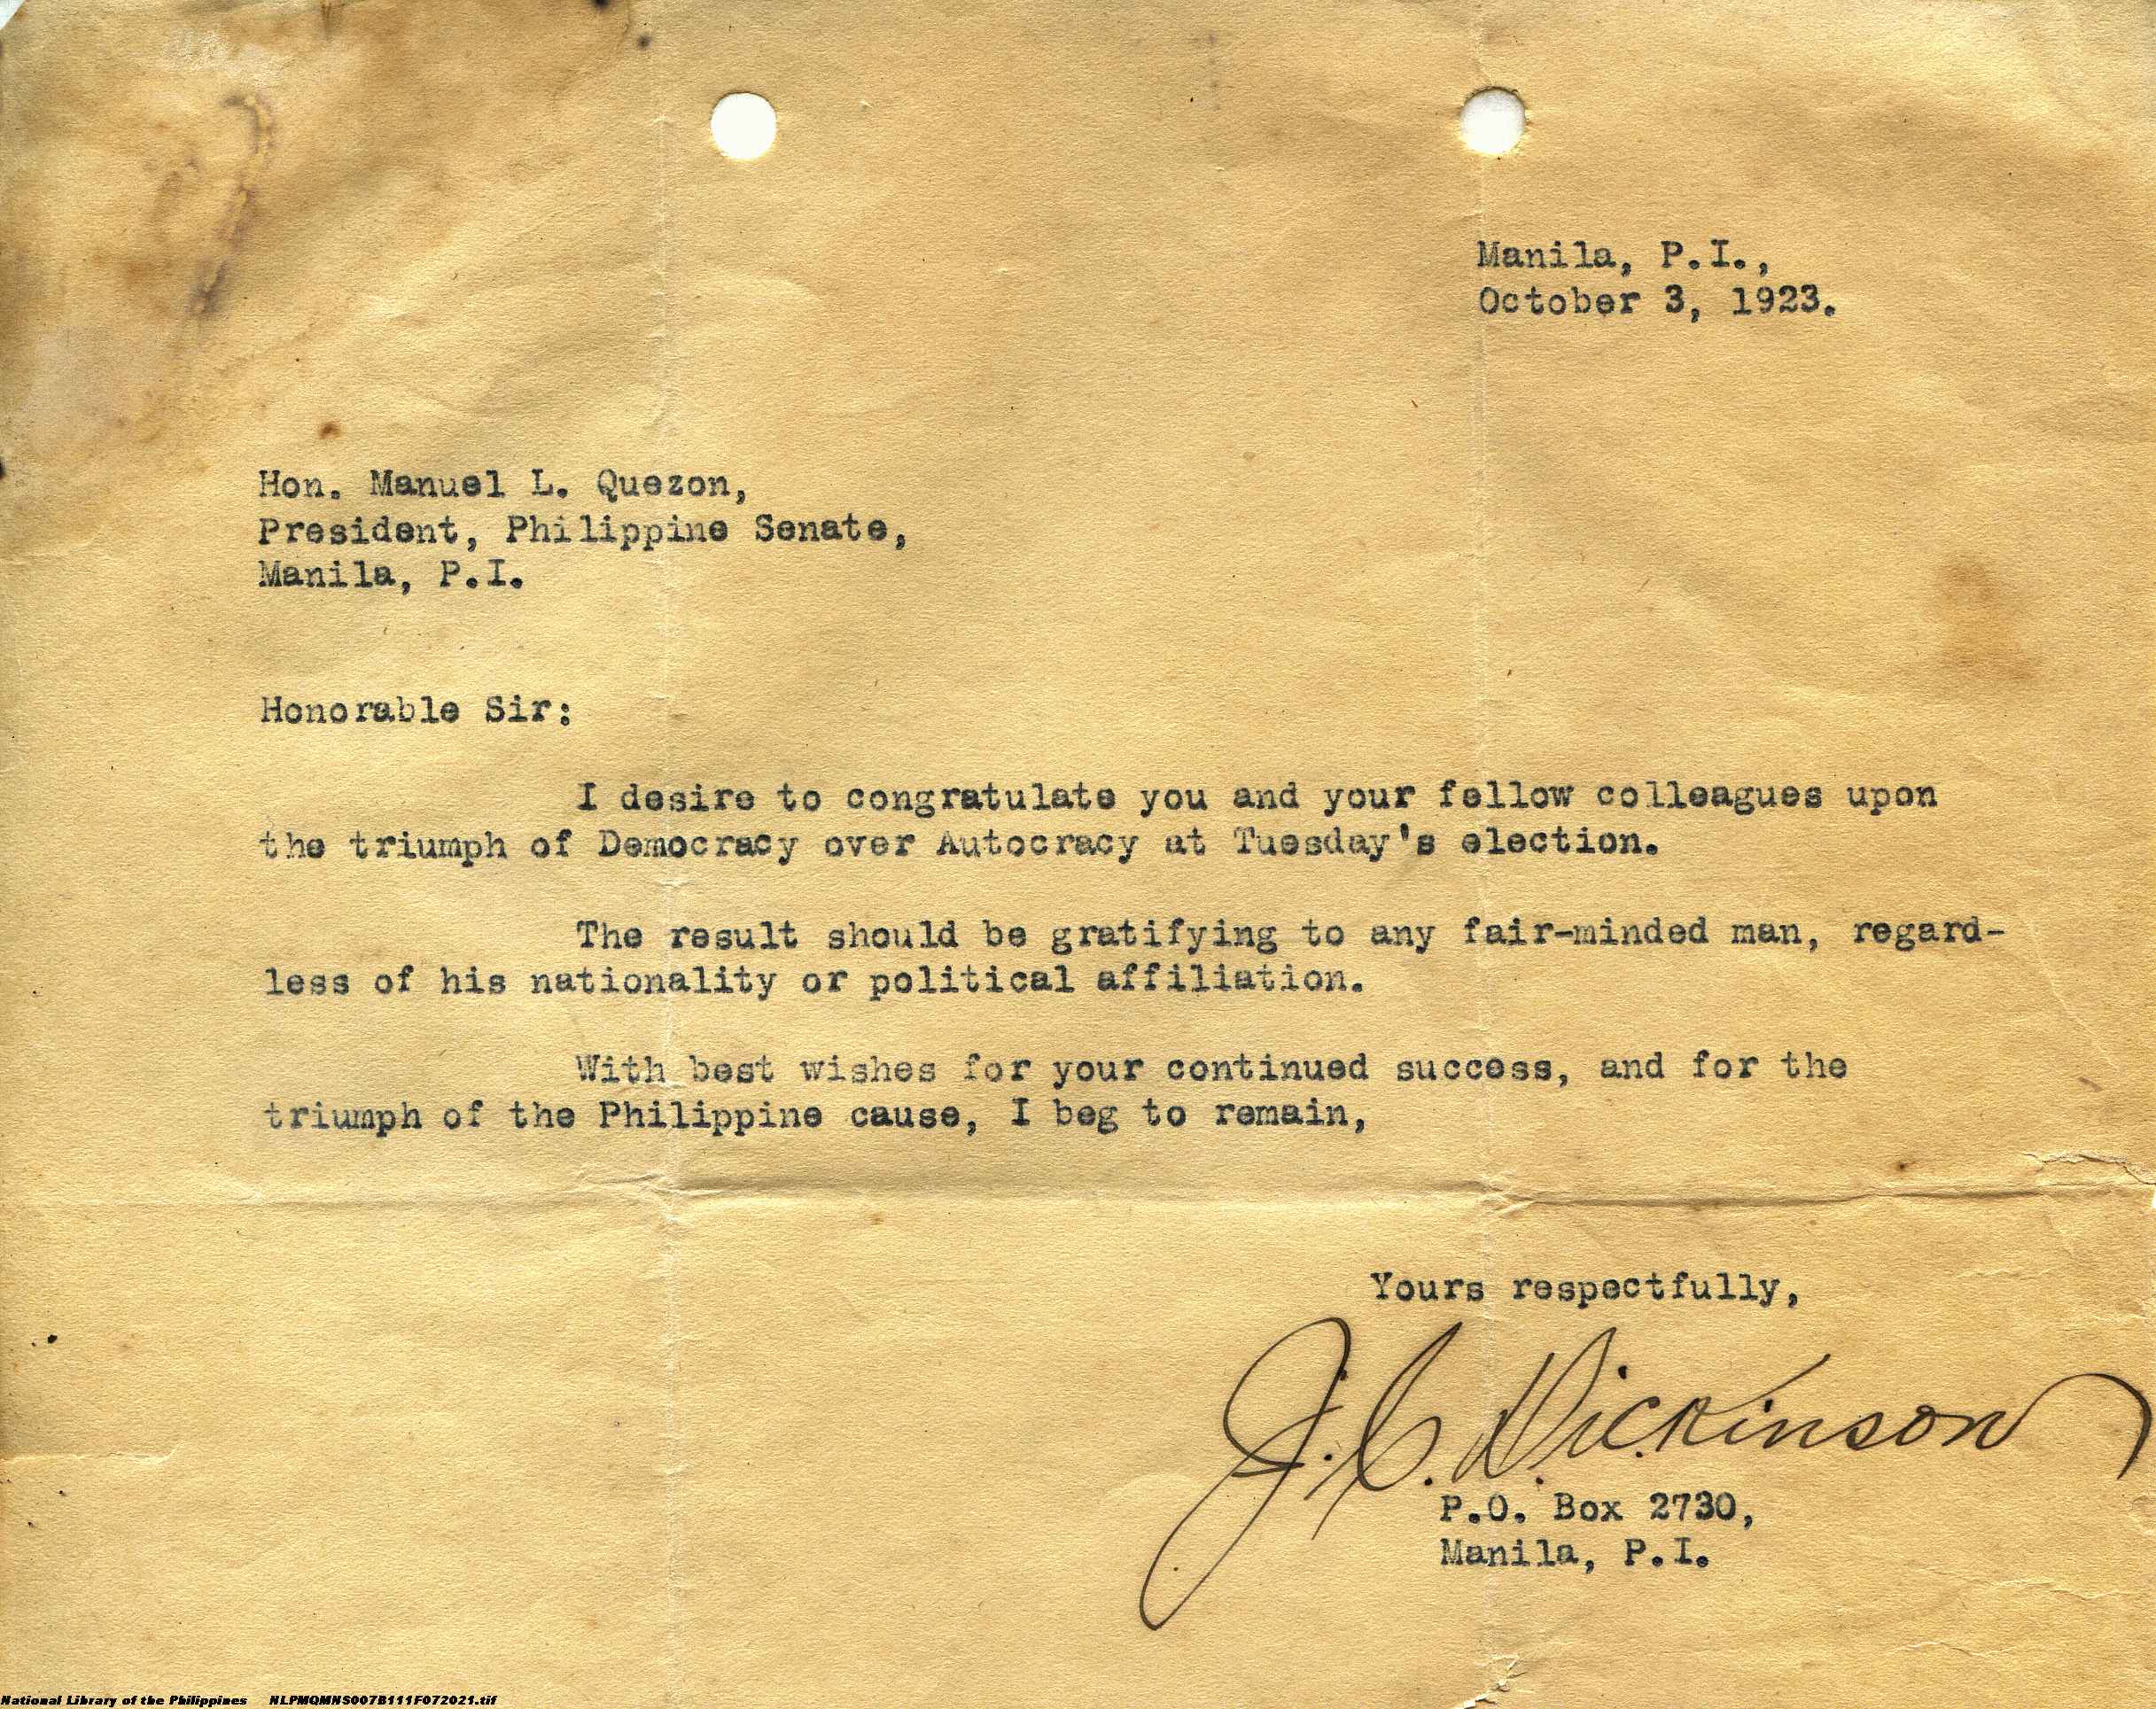 Manila, P.I.,
October 3, 1923.
Hon. Manuel L. Quezon,
President, Philippine Senate,
Manila, P.I.
Honorable Sir:
I desire to congratulate you and your fellow colleagues upon
the triumph of Democracy over Autocracy at Tuesday's election.
The result should be gratifying to any fair-minded man, regard-
less of his nationality or political affiliation.
With best wishes for your continued success, and for the
triumph of the Philippine cause, I beg to remain,
Yours respectfully,
J. C. Dickinson
P.O. Box 2730,
Manila, P.I.
National Library of the Philippines NLPMQMNS007B111F072021.tif